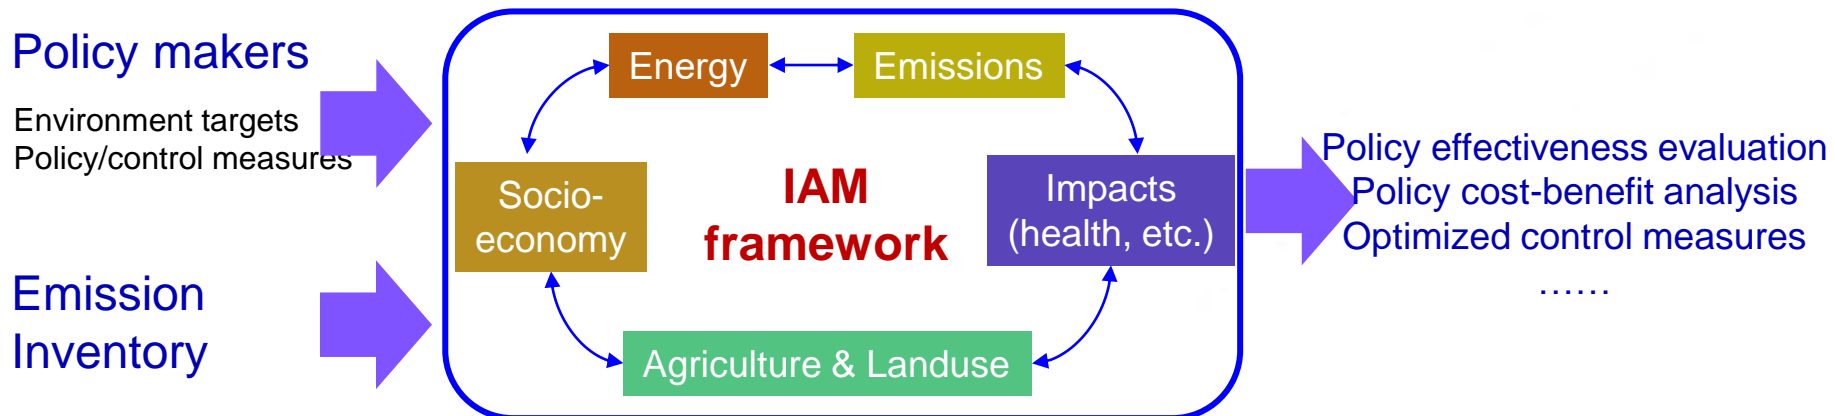 Policy makers
Environment targets
Policy/control measures
Emission
Inventory
Energy
Emissions
Socio-
economy
IAM
framework
Impacts
(health, etc.)
Agriculture & Landuse
Policy effectiveness evaluation
Policy cost-benefit analysis
Optimized control measures
……